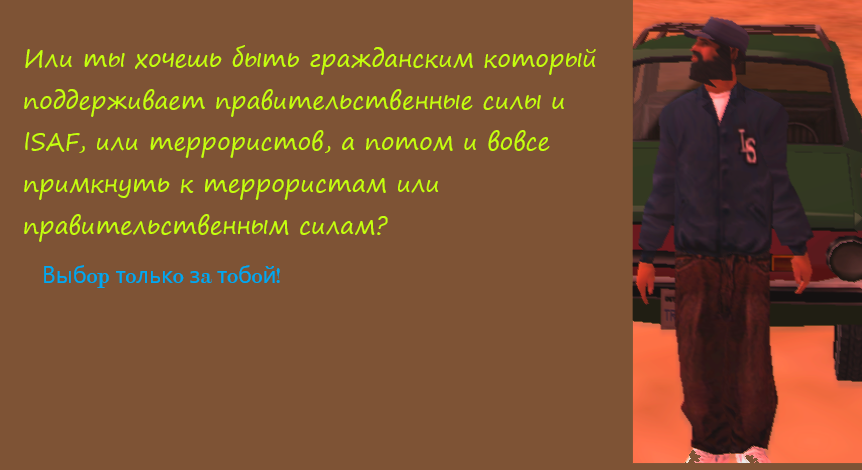 Или ты хочешь быть гражданским который
поддерживает правительственные силы и
ISAF, или террористов, а потом и вовсе
примкнуть к террористам или
правительственным силам?
Выбор только за тобой!
LS